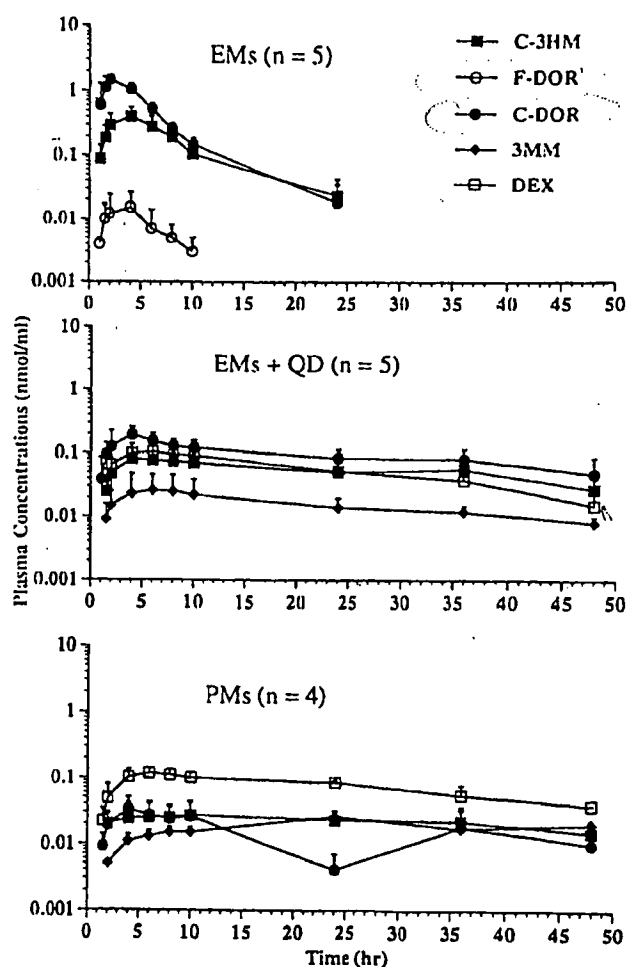 EMs (n = 5)
C-3HM
F-DOR
C-DOR
3MM
DEX
10
1
0.1
0.01
0.001
0 5 10 15 20 25 30 35 40 45 50
EMs + QD (n = 5)
10
1
0.1
0.01
0.001
0 5 10 15 20 25 30 35 40 45 50
Plasma Concentrations (nmol/ml)
PMs (n = 4)
10
1
0.1
0.01
0.001
0 5 10 15 20 25 30 35 40 45 50
Time (hr)